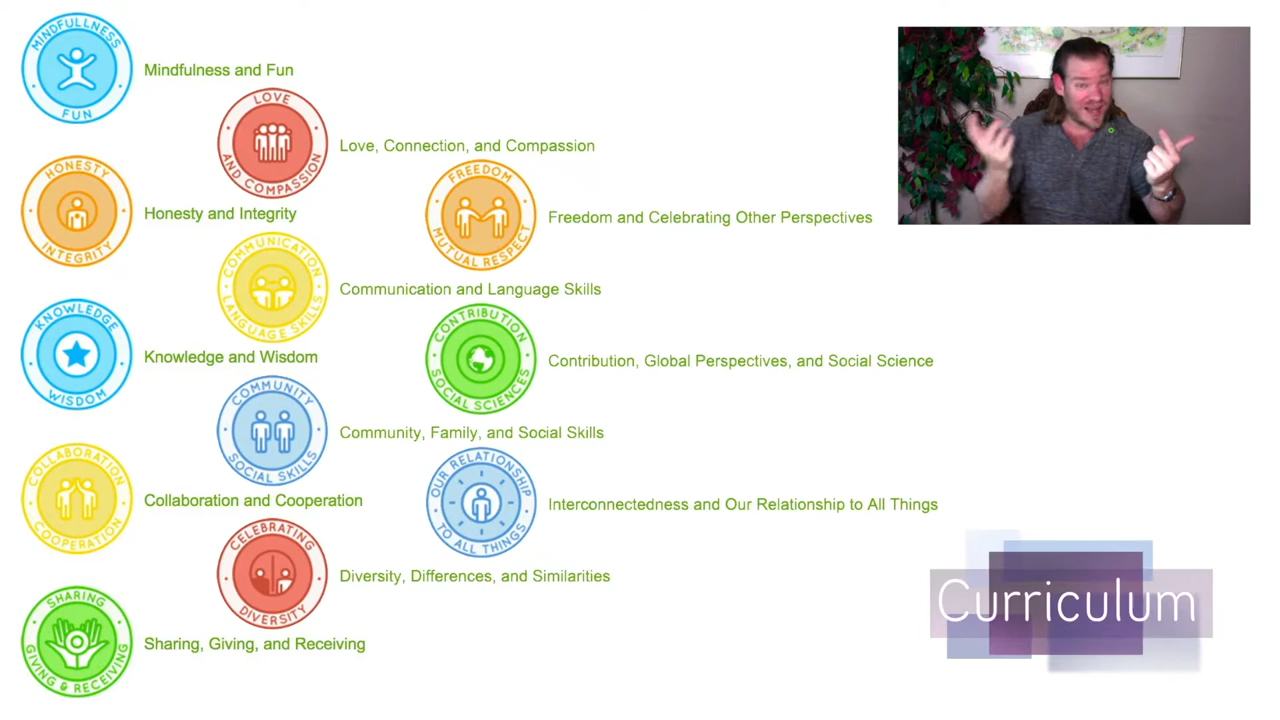 MINDFULLNESS
FUN
Mindfulness and Fun
LOVE
AND COMPASSION
Love, Connection, and Compassion
HONESTY
INTEGRITY
Honesty and Integrity
FREEDOM
MUTUAL RESPECT
Freedom and Celebrating Other Perspectives
COMMUNICATION
LANGUAGE SKILLS
Communication and Language Skills
KNOWLEDGE
WISDOM
Knowledge and Wisdom
CONTRIBUTION
SOCIAL SCIENCES
Contribution, Global Perspectives, and Social Science
COMMUNITY
SOCIAL SKILLS
Community, Family, and Social Skills
COLLABORATION
COOPERATION
Collaboration and Cooperation
OUR RELATIONSHIP
TO ALL THINGS
Interconnectedness and Our Relationship to All Things
CELEBRATING
DIVERSITY
Diversity, Differences, and Similarities
SHARING
GIVING & RECEIVING
Sharing, Giving, and Receiving
Curriculum